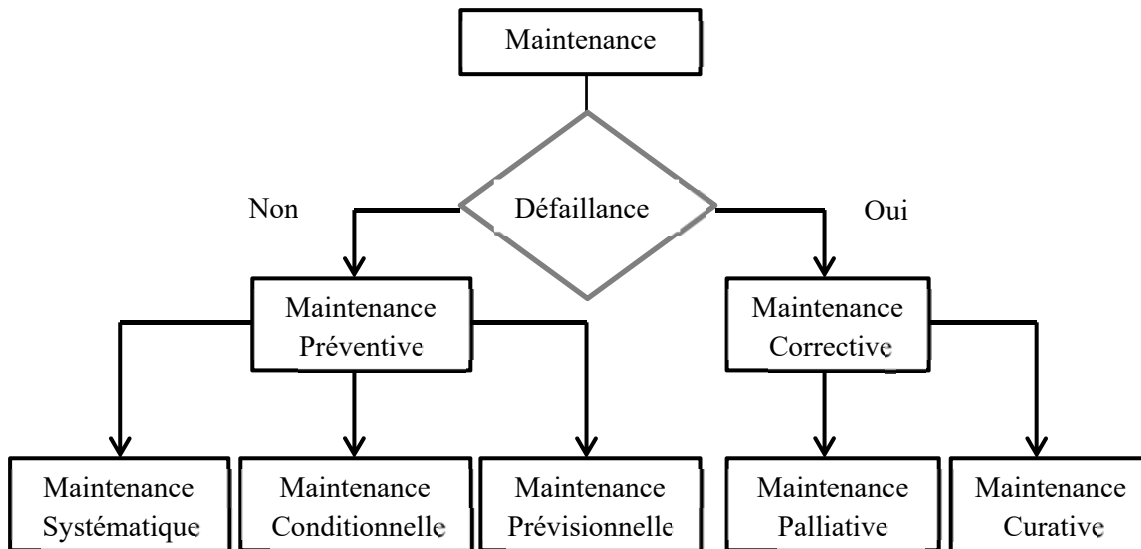 Maintenance
Non
Défaillance
Oui
Maintenance
Préventive
Maintenance
Corrective
Maintenance
Systématique
Maintenance
Conditionnelle
Maintenance
Prévisionnelle
Maintenance
Palliative
Maintenance
Curative